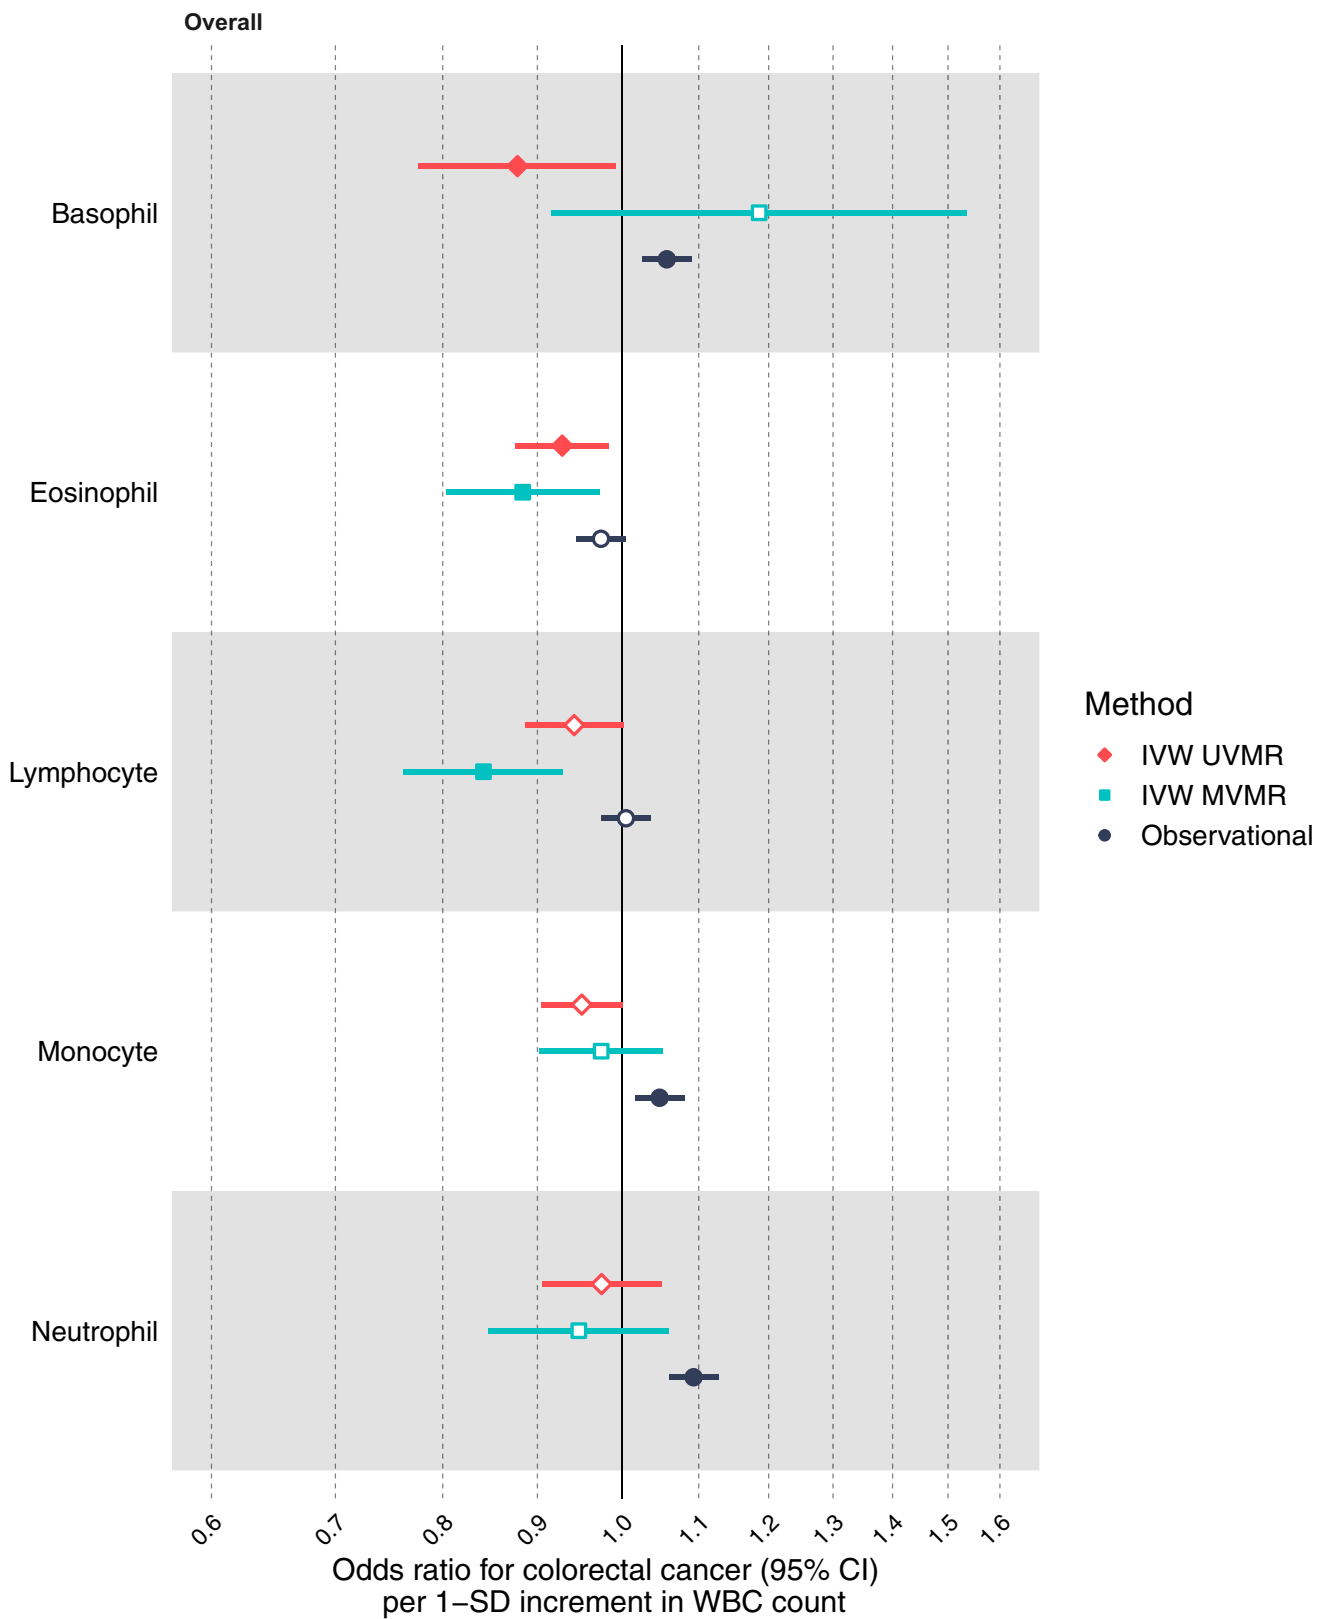 Overall
Basophil
Eosinophil
Lymphocyte
Monocyte
Neutrophil
Method
IVW UVMR
IVW MVMR
Observational
0.6 0.7 0.8 0.9 1.0 1.1 1.2 1.3 1.4 1.5 1.6
Odds ratio for colorectal cancer (95% CI)
per 1−SD increment in WBC count